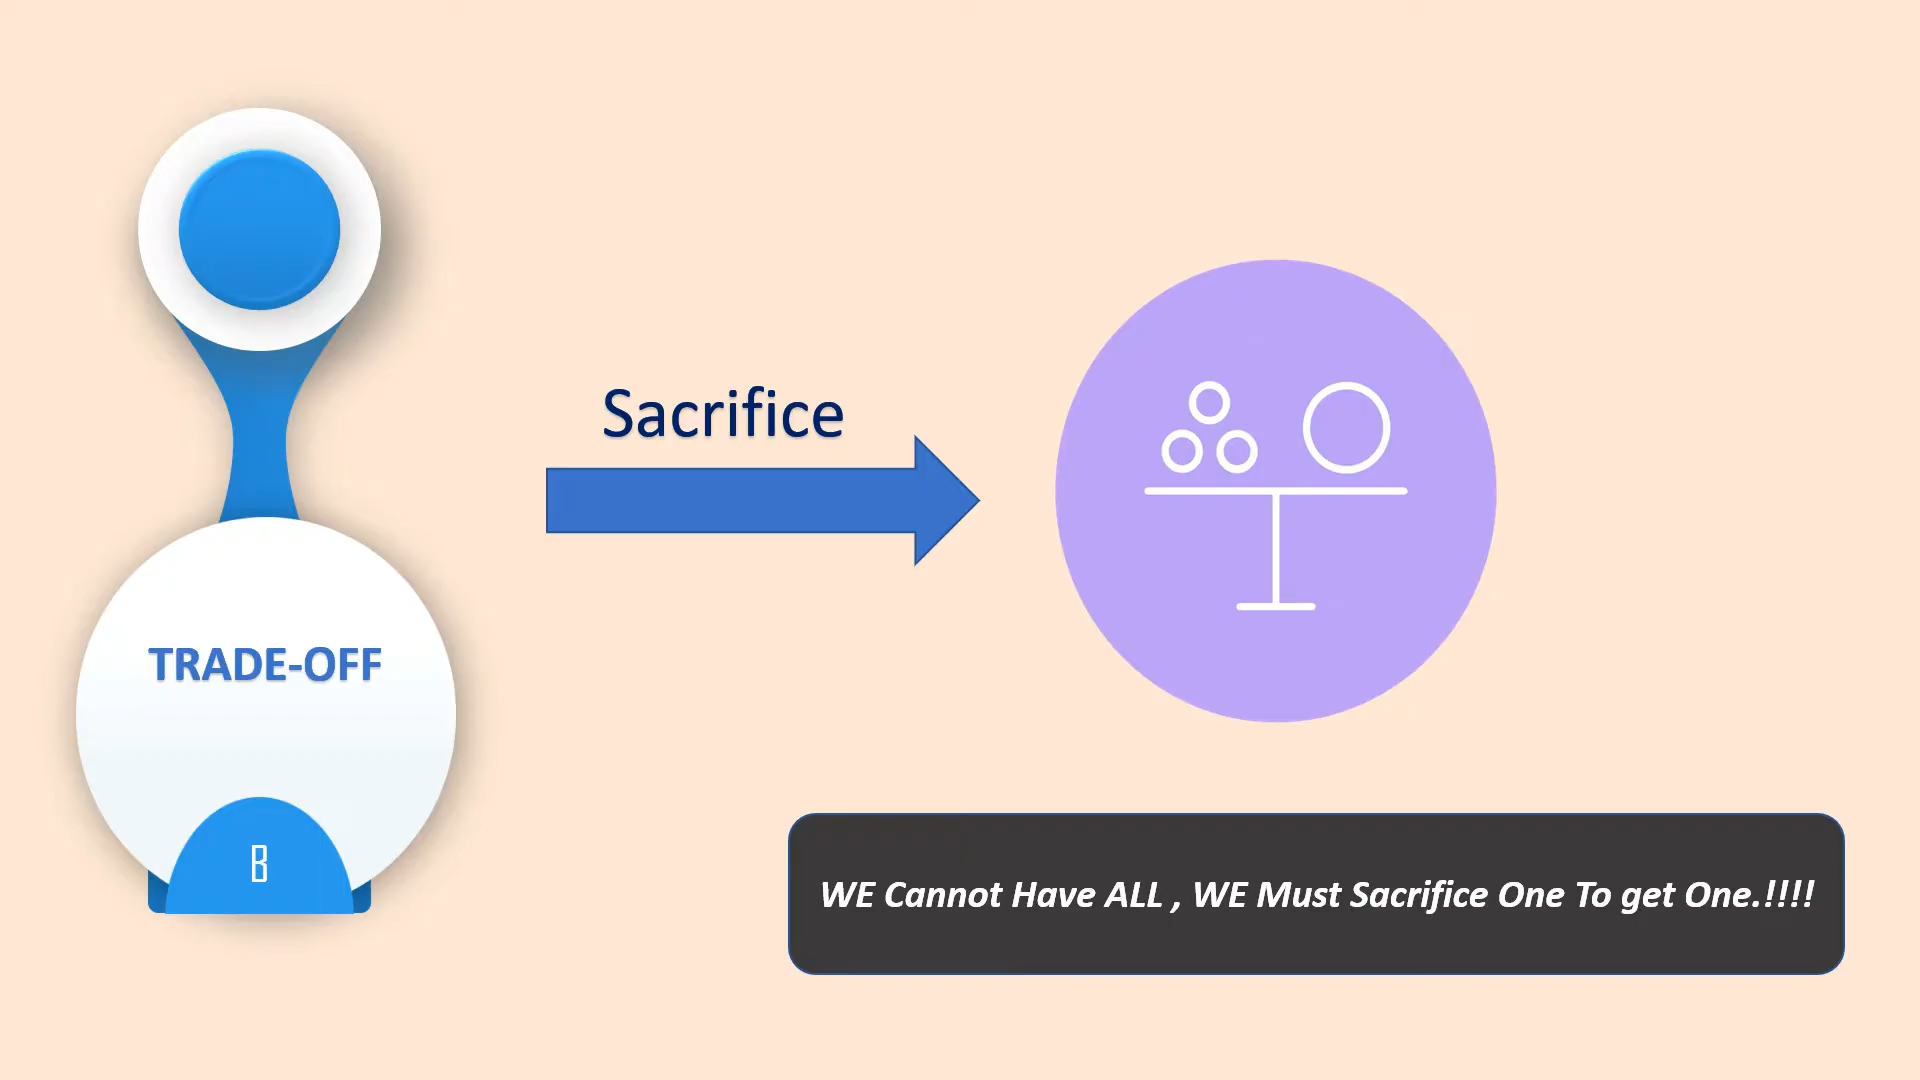 Sacrifice
TRADE-OFF
B
WE Cannot Have ALL , WE Must Sacrifice One To get One.!!!!